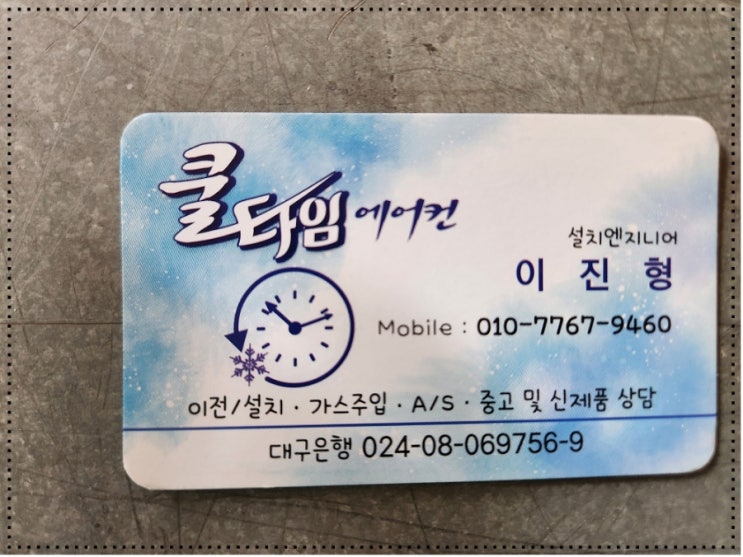 쿨타임 에어컨
설치엔지니어
이 진 형
Mobile : 010-7767-9460
이전/설치 · 가스주입 · A/S · 중고 및 신제품 상담
대구은행 024-08-069756-9